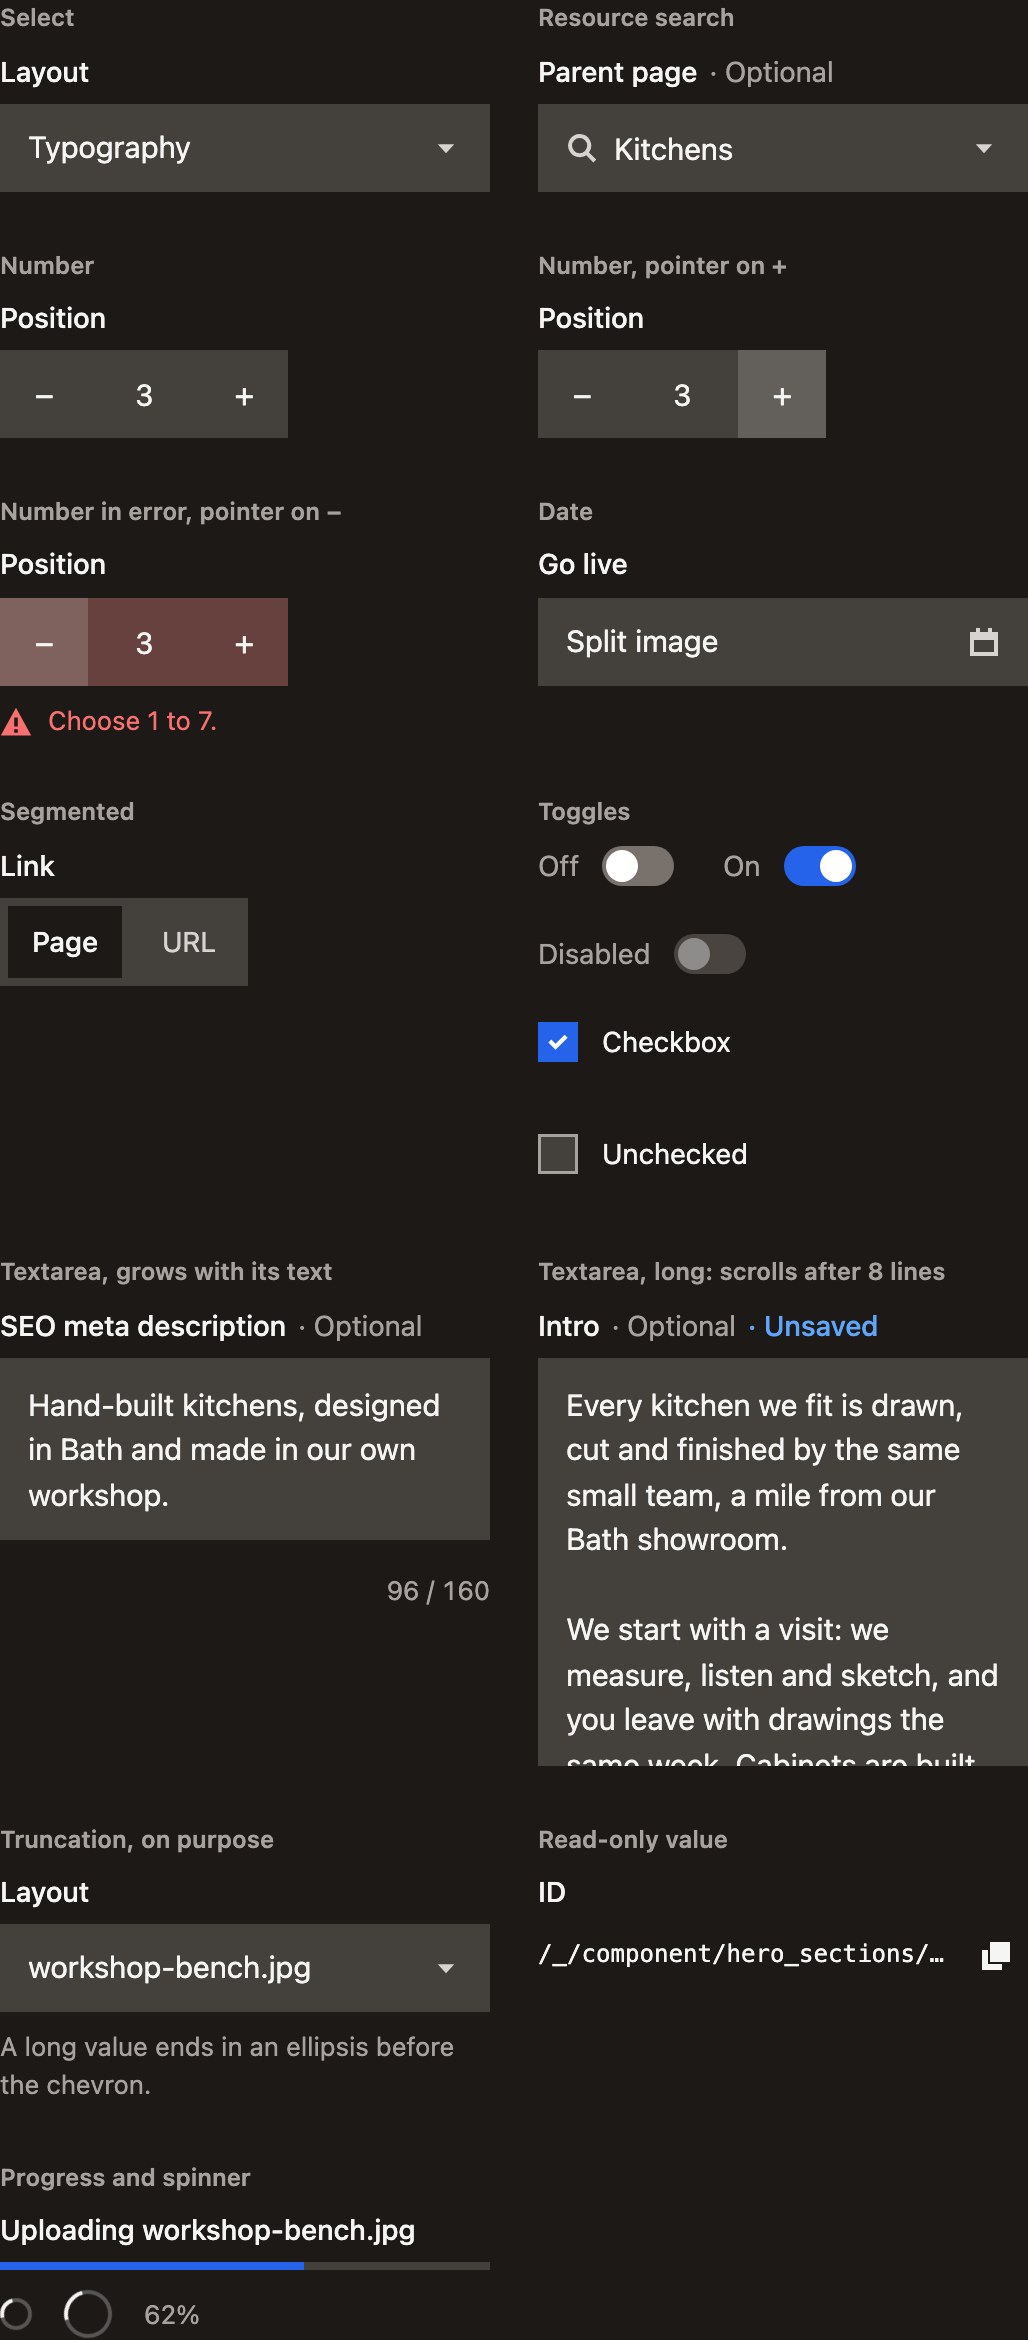 Select
Layout
Typography
Resource search
Parent page · Optional
Kitchens
Number
Position
– 3 +
Number, pointer on +
Position
– 3 +
Number in error, pointer on –
Position
– 3 +
Choose 1 to 7.
Date
Go live
Split image
Segmented
Link
Page URL
Toggles
Off On
Disabled
Checkbox
Unchecked
Textarea, grows with its text
SEO meta description · Optional
Hand-built kitchens, designed
in Bath and made in our own
workshop.
96 / 160
Textarea, long: scrolls after 8 lines
Intro · Optional · Unsaved
Every kitchen we fit is drawn,
cut and finished by the same
small team, a mile from our
Bath showroom.
We start with a visit: we
measure, listen and sketch, and
you leave with drawings the
same week. Cabinets are built
Truncation, on purpose
Layout
workshop-bench.jpg
A long value ends in an ellipsis before
the chevron.
Read-only value
ID
/_/component/hero_sections/…
Progress and spinner
Uploading workshop-bench.jpg
62%